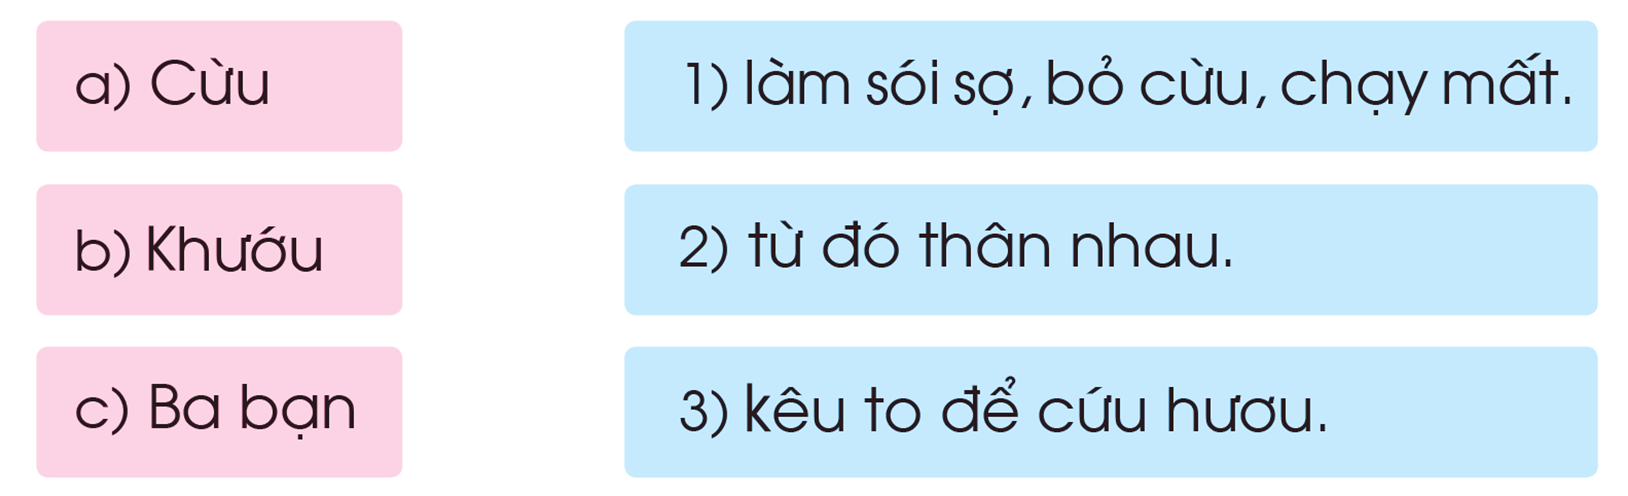 a) Cừu
1) làm sói sợ, bỏ cừu, chạy mất.
b) Khướu
2) từ đó thân nhau.
c) Ba bạn
3) kêu to để cứu hươu.